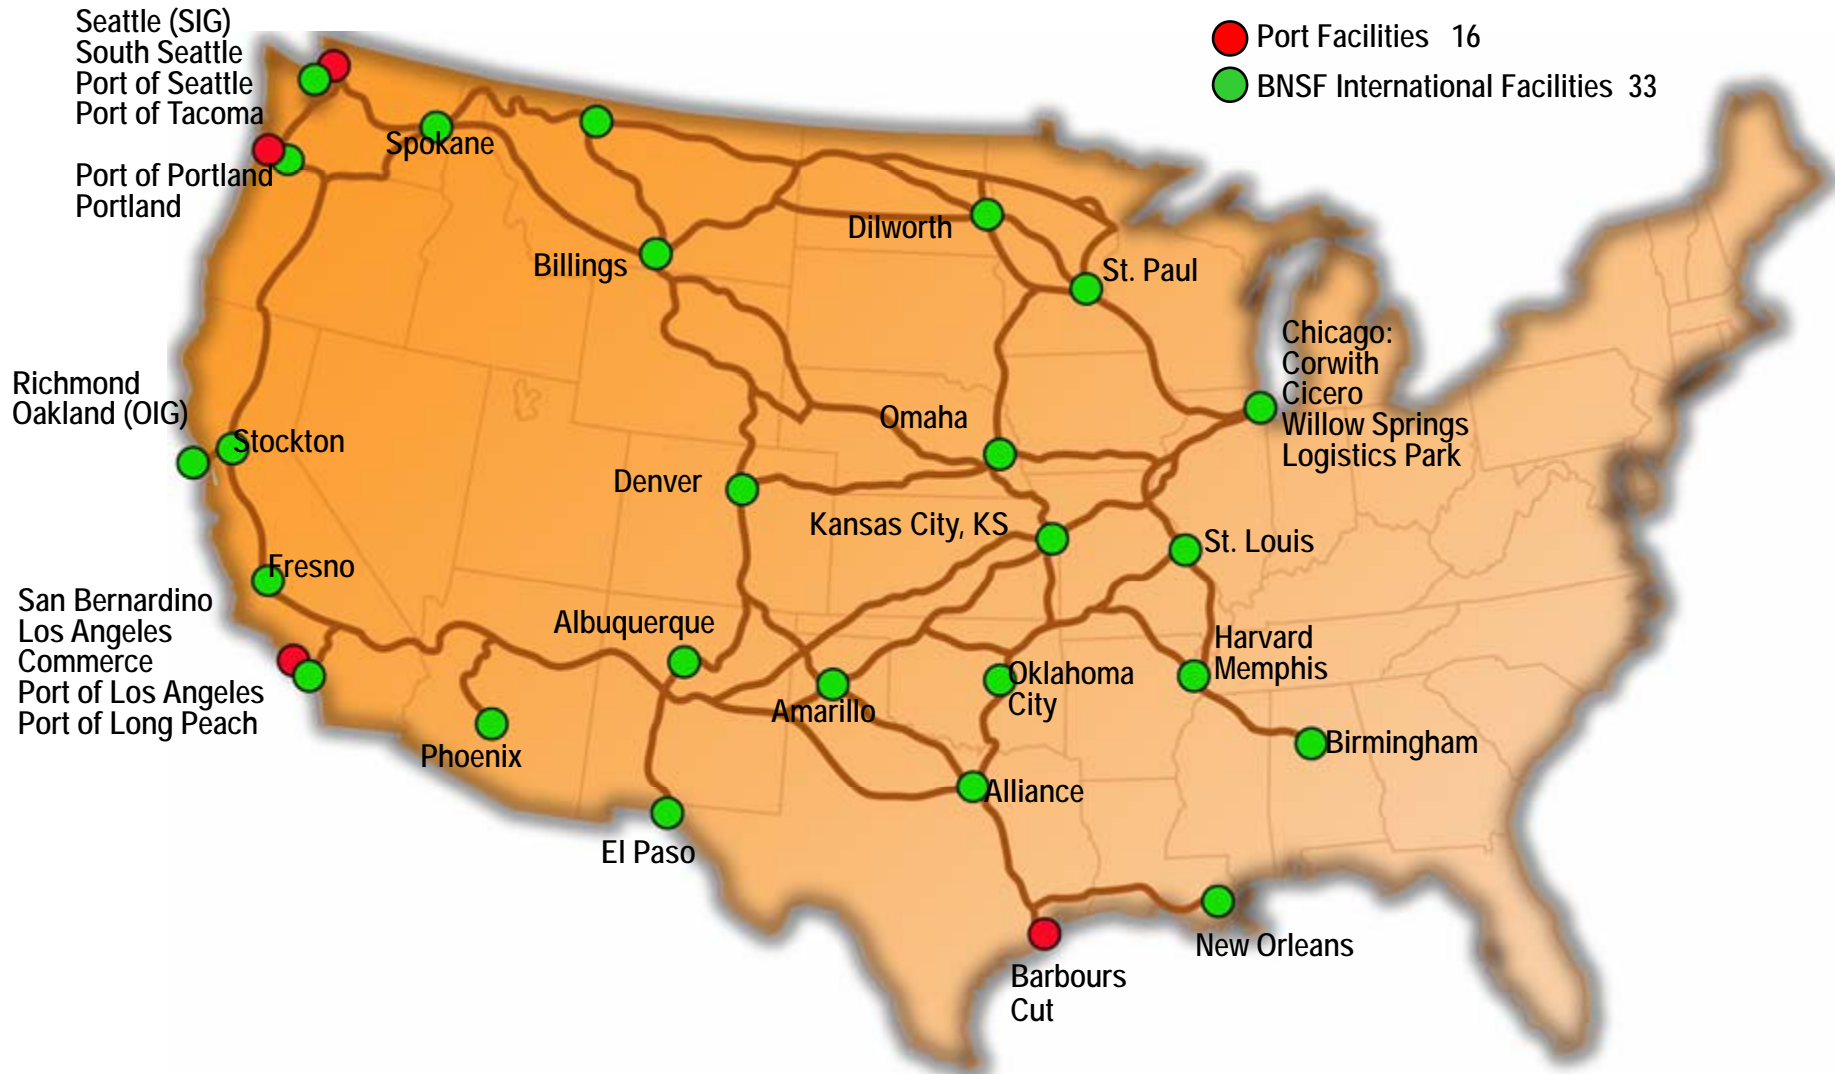 Seattle (SIG)
South Seattle
Port of Seattle
Port of Tacoma
Port Facilities 16
BNSF International Facilities 33
Spokane
Port of Portland
Portland
Dilworth
Billings
St. Paul
Chicago:
Corwith
Cicero
Willow Springs
Logistics Park
Richmond
Oakland (OIG)
Stockton
Omaha
Denver
Kansas City, KS
St. Louis
Fresno
San Bernardino
Los Angeles
Commerce
Port of Los Angeles
Port of Long Peach
Albuquerque
Harvard
Memphis
Oklahoma
City
Amarillo
Phoenix
Birmingham
Alliance
El Paso
New Orleans
Barbours
Cut